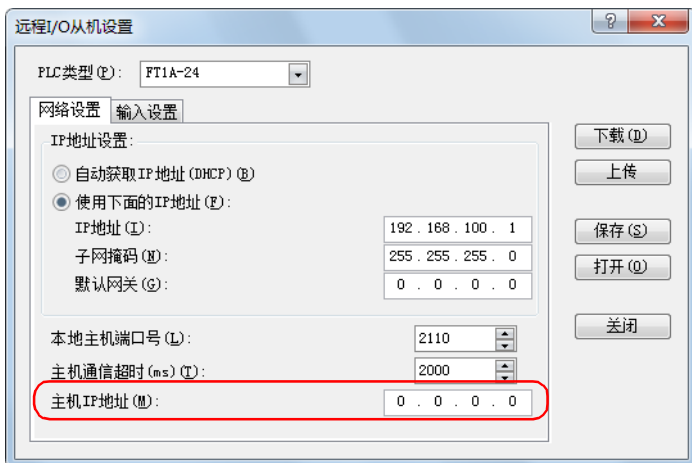 远程I/O从机设置
PLC类型(P): FT1A-24
网络设置 输入设置
IP地址设置:
自动获取IP地址(DHCP)(B)
使用下面的IP地址(F):
IP地址(I): 192 . 168 . 100 . 1
子网掩码(N): 255 . 255 . 255 . 0
默认网关(G): 0 . 0 . 0 . 0
本地主机端口号(L): 2110
主机通信超时(ms)(T): 2000
主机IP地址(M): 0 . 0 . 0 . 0
下载(D)
上传
保存(S)
打开(O)
关闭